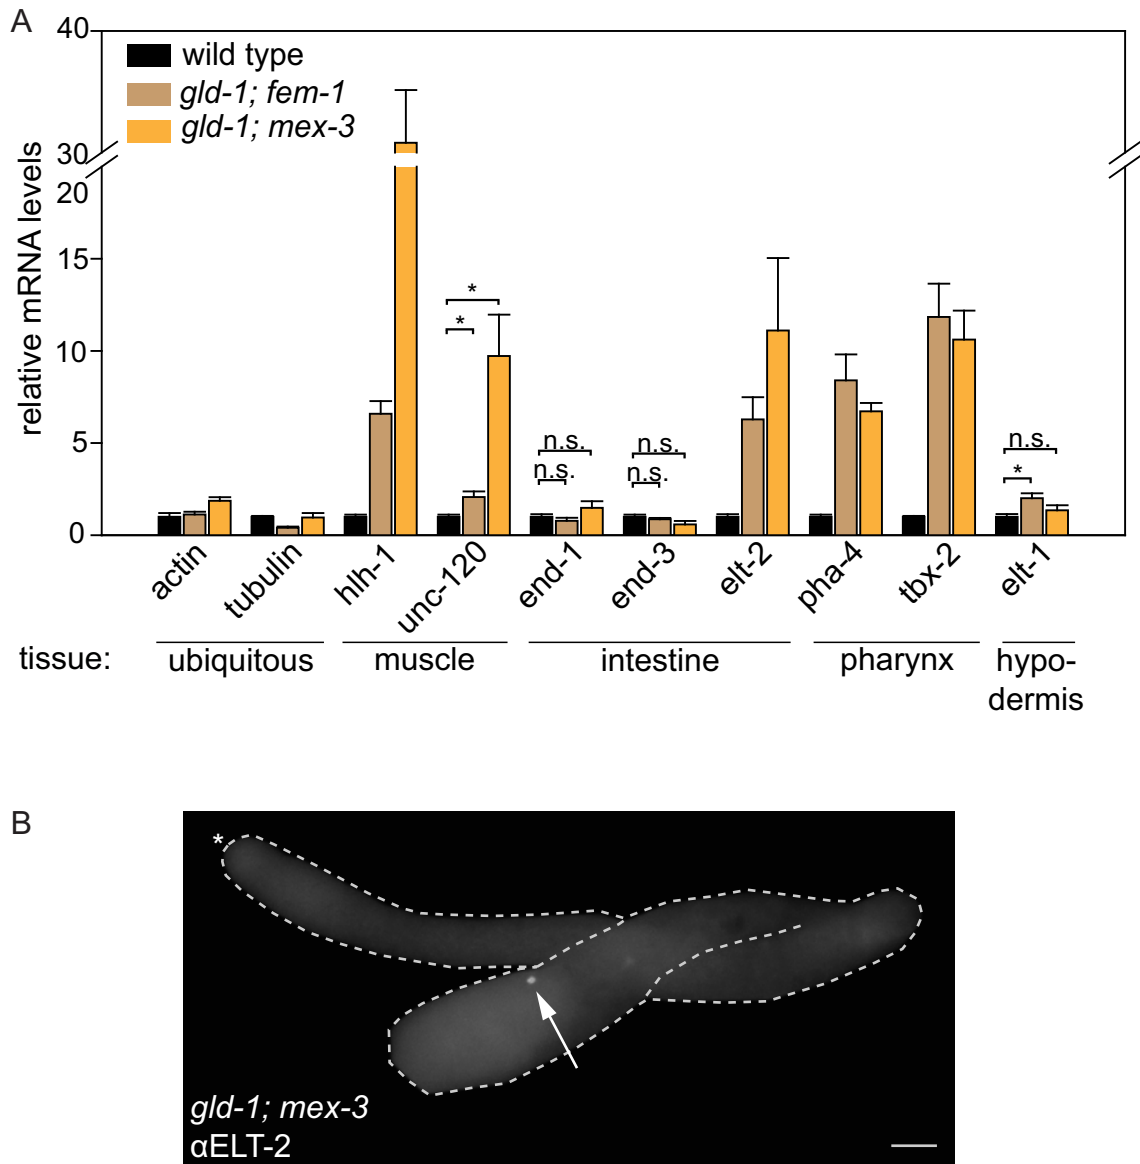 A
40
wild type
gld-1; fem-1
gld-1; mex-3
relative mRNA levels
30
20
15
10
5
0
*
*
n.s.
n.s.
n.s.
n.s.
n.s.
*
actin
tubulin
hlh-1
unc-120
end-1
end-3
elt-2
pha-4
tbx-2
elt-1
tissue: ubiquitous muscle intestine pharynx hypo-
dermis
B
*
gld-1; mex-3
αELT-2